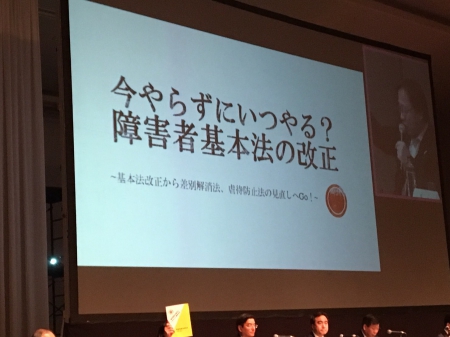 今やらずにいつやる？
障害者基本法の改正
~基本法改正から差別解消法、虐待防止法の見直しへGo！~